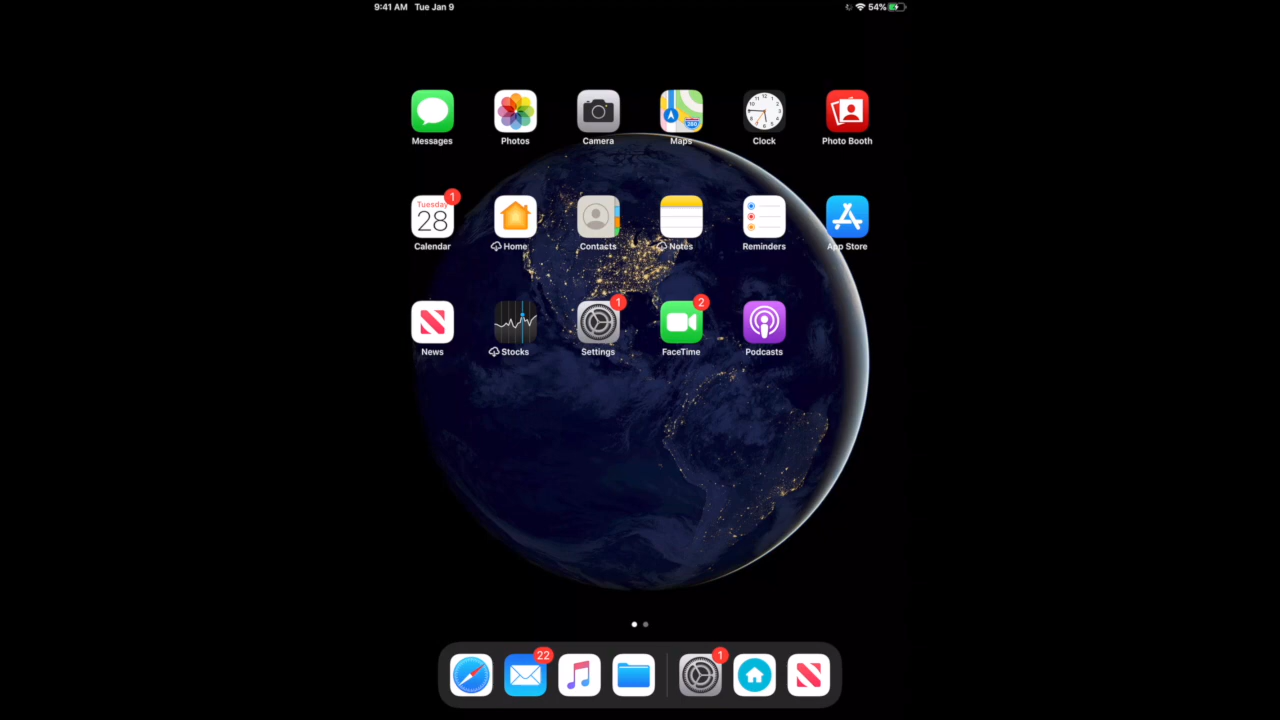 9:41 AM Tue Jan 9 54%
Messages Photos Camera Maps Clock Photo Booth
Tuesday 1
28
Calendar Home Contacts Notes Reminders App Store
1 2
News Stocks Settings FaceTime Podcasts
22 1